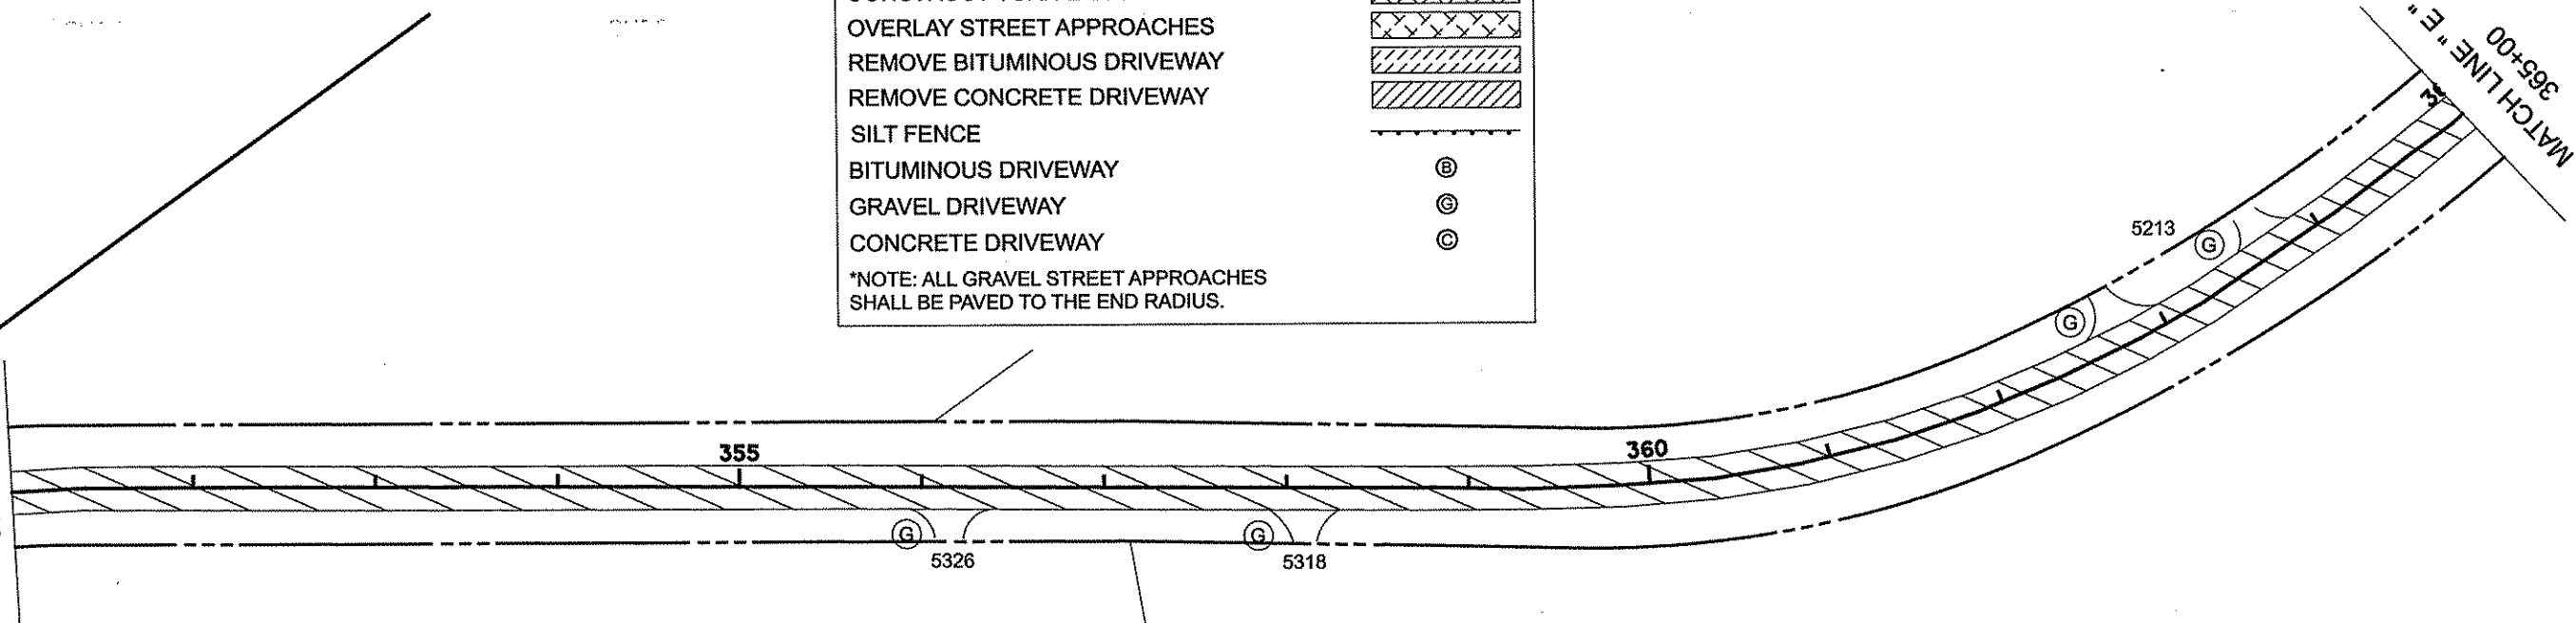 OVERLAY STREET APPROACHES
REMOVE BITUMINOUS DRIVEWAY
REMOVE CONCRETE DRIVEWAY
SILT FENCE
BITUMINOUS DRIVEWAY Ⓑ
GRAVEL DRIVEWAY Ⓖ
CONCRETE DRIVEWAY Ⓒ
*NOTE: ALL GRAVEL STREET APPROACHES
SHALL BE PAVED TO THE END RADIUS.
MATCH LINE "E"
365+00
5213
G
G
355
360
G
5326
G
5318